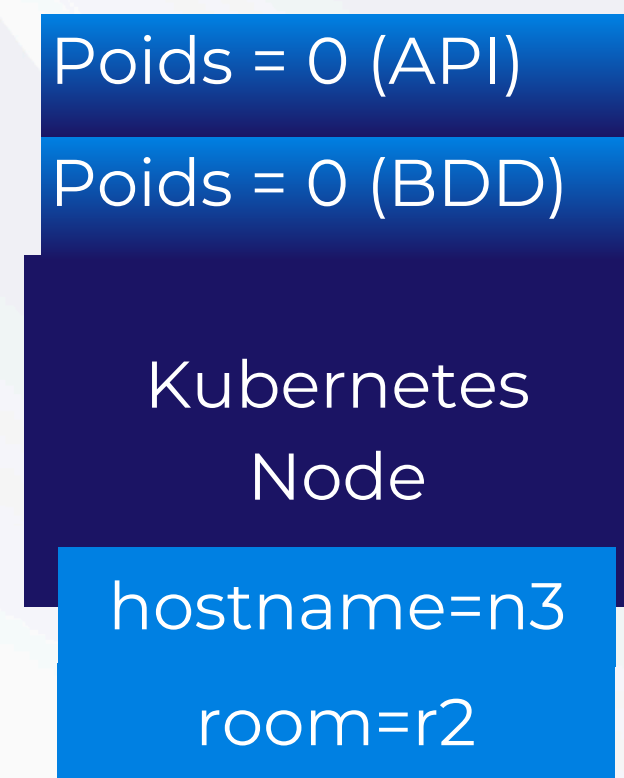 Poids = 0 (API)
Poids = 0 (BDD)
Kubernetes
Node
hostname=n3
room=r2